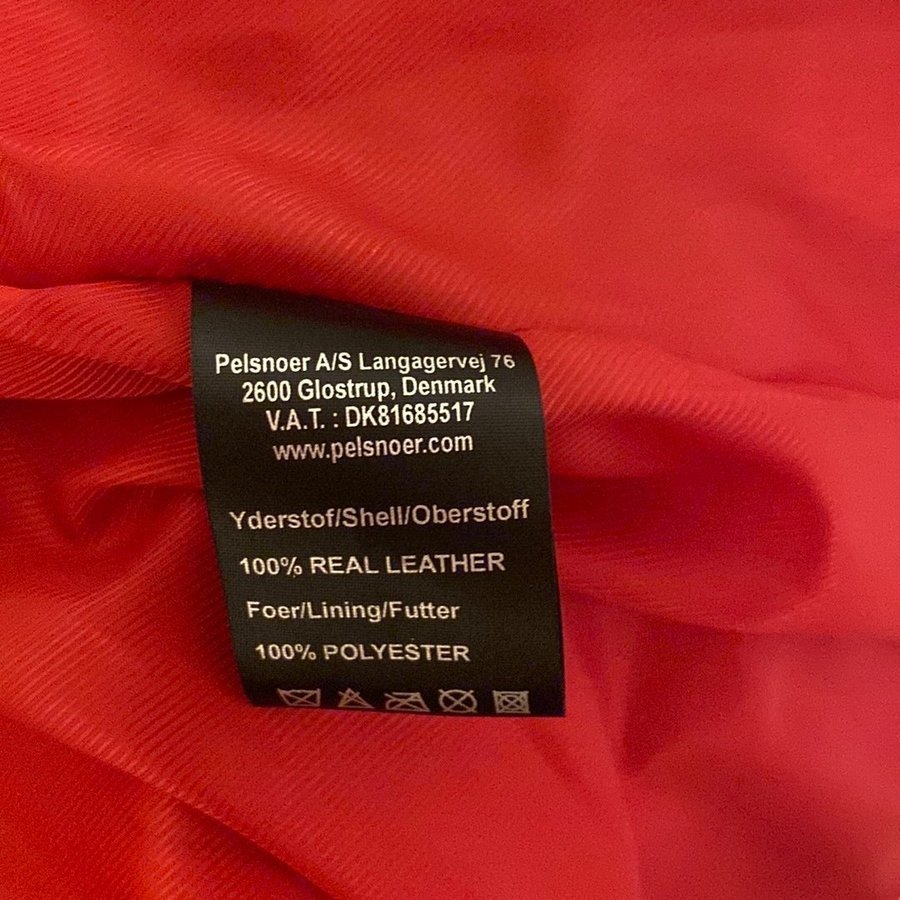 Pelsnoer A/S Langagervej 76
2600 Glostrup, Denmark
V.A.T. : DK81685517
www.pelsnoer.com
Yderstof/Shell/Oberstoff
100% REAL LEATHER
Foer/Lining/Futter
100% POLYESTER